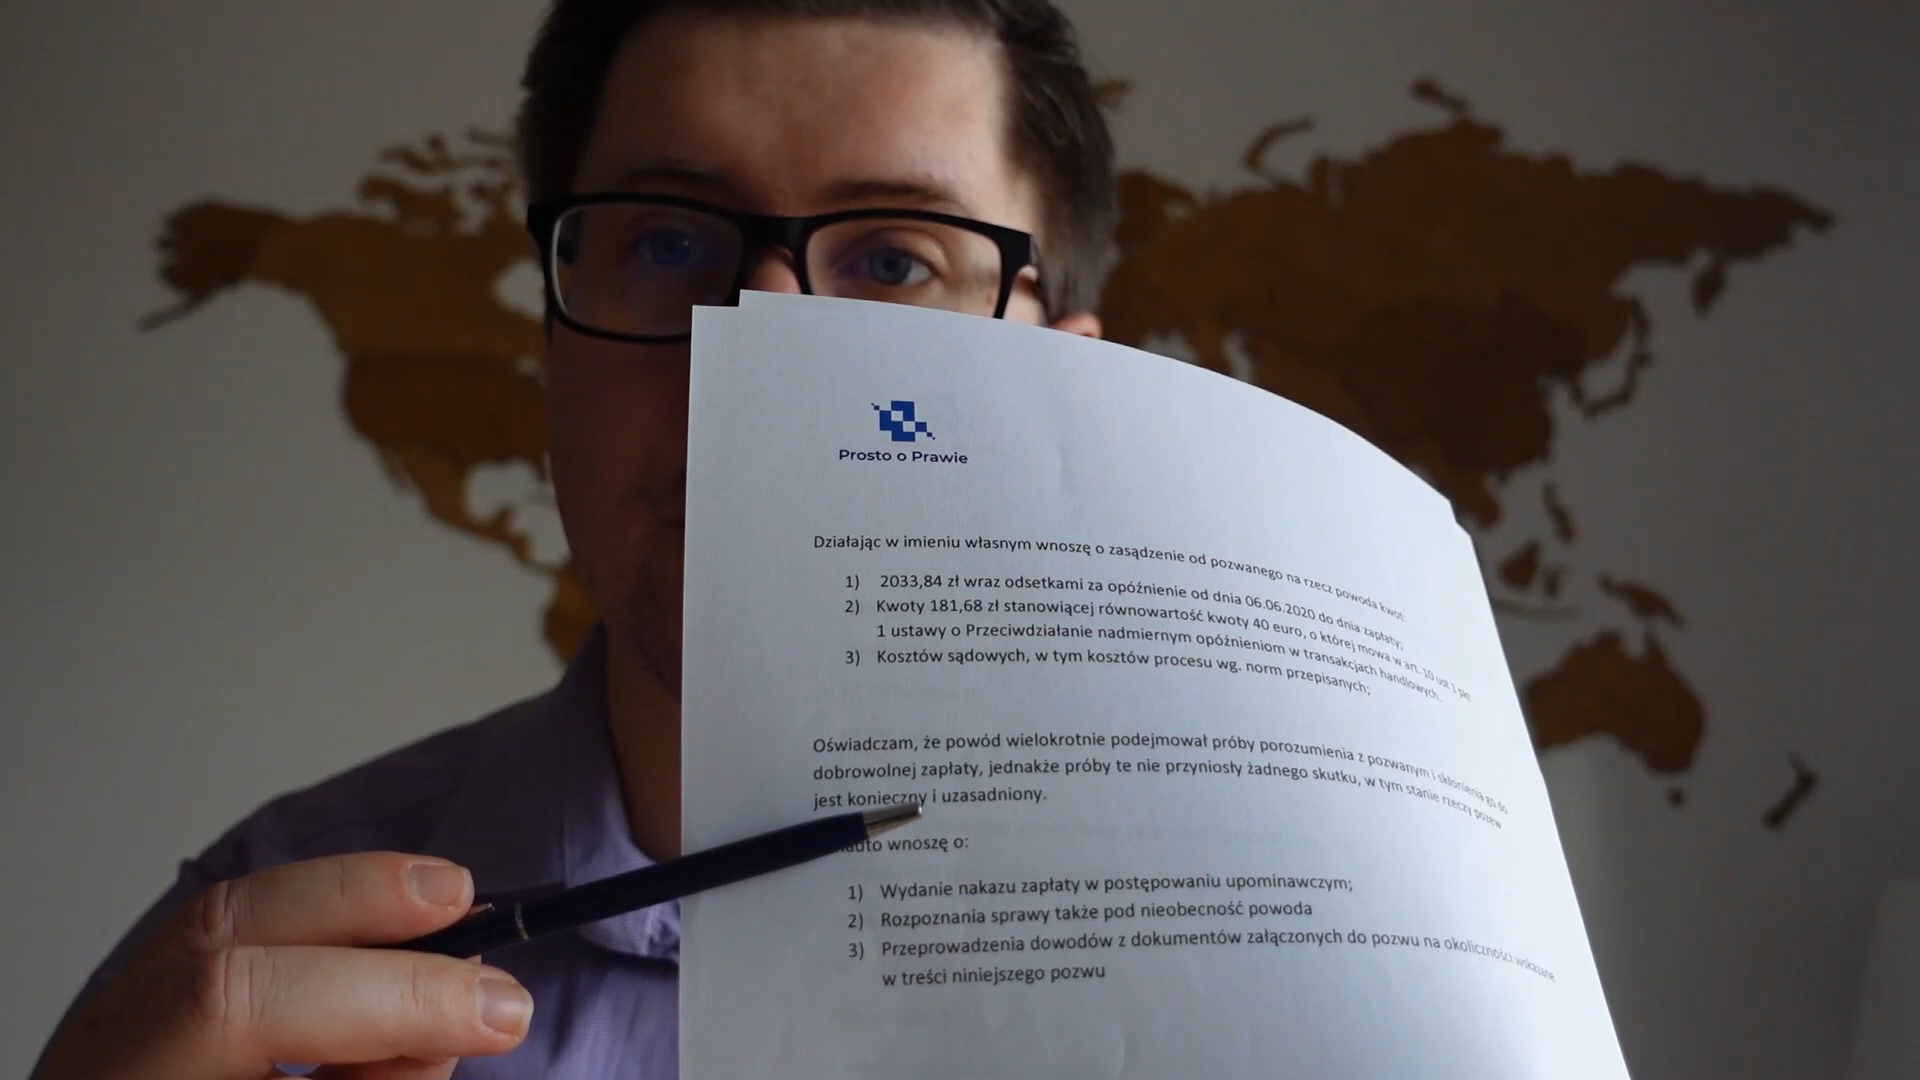 Prosto o Prawie
Działając w imieniu własnym wnoszę o zasądzenie od pozwanego na rzecz powoda kwot:
1) 2033,84 zł wraz odsetkami za opóźnienie od dnia 06.06.2020 do dnia zapłaty;
2) Kwoty 181,68 zł stanowiącej równowartość kwoty 40 euro, o której mowa w art. 10 ust 1 pkt
1 ustawy o Przeciwdziałanie nadmiernym opóźnieniom w transakcjach handlowych.
3) Kosztów sądowych, w tym kosztów procesu wg. norm przepisanych;
Oświadczam, że powód wielokrotnie podejmował próby porozumienia z pozwanym i skłonienia go do
dobrowolnej zapłaty, jednakże próby te nie przyniosły żadnego skutku, w tym stanie rzeczy pozew
jest konieczny i uzasadniony.
wnoszę o:
1) Wydanie nakazu zapłaty w postępowaniu upominawczym;
2) Rozpoznania sprawy także pod nieobecność powoda
3) Przeprowadzenia dowodów z dokumentów załączonych do pozwu na okoliczności wskazane
w treści niniejszego pozwu